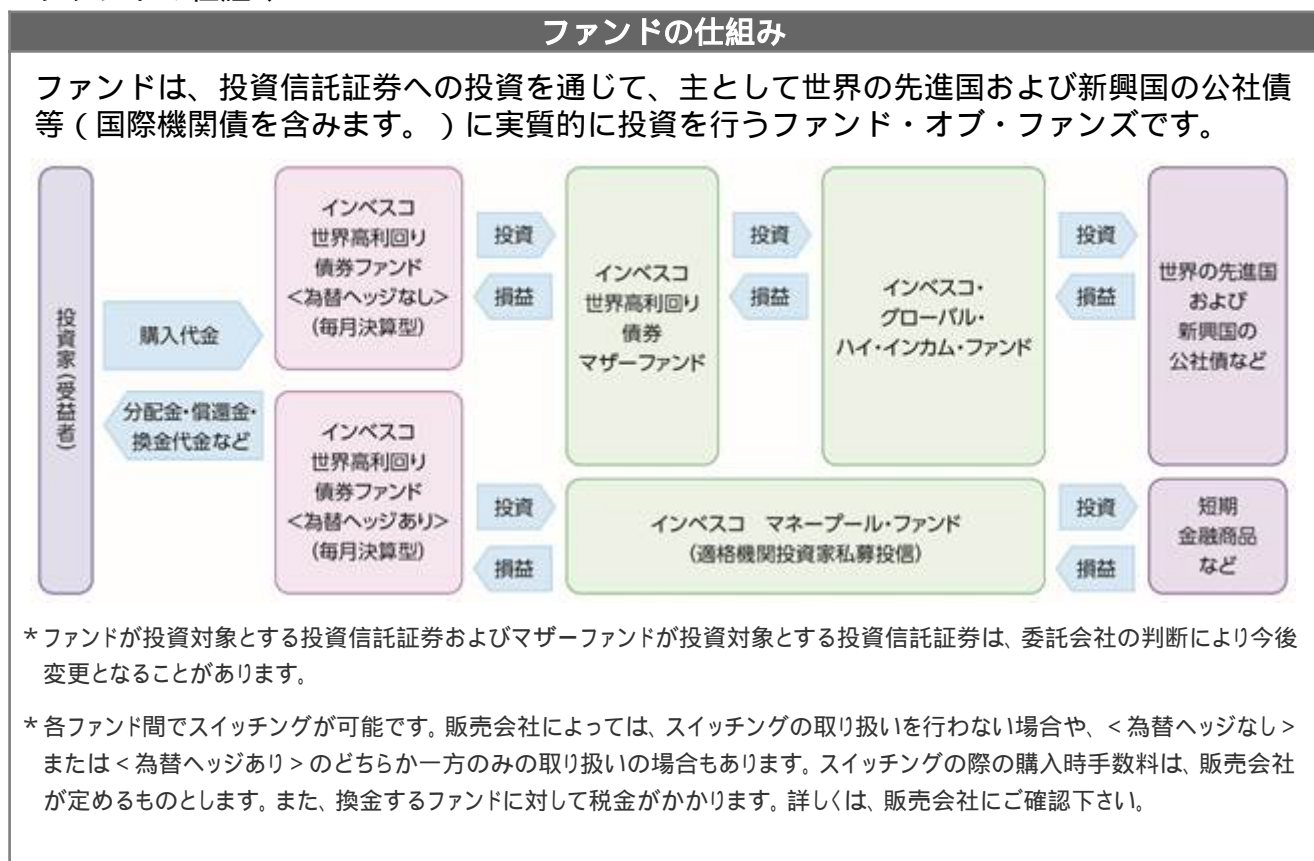 ファンドの仕組み
ファンドは、投資信託証券への投資を通じて、主として世界の先進国および新興国の公社債
等(国際機関債を含みます。)に実質的に投資を行うファンド・オブ・ファンズです。
投資家(受益者)
購入代金
分配金・償還金・
換金代金など
インベスコ
世界高利回り
債券ファンド
<為替ヘッジなし>
(毎月決算型)
インベスコ
世界高利回り
債券ファンド
<為替ヘッジあり>
(毎月決算型)
投資
損益
投資
損益
インベスコ
世界高利回り
債券
マザーファンド
投資
損益
インベスコ・
グローバル・
ハイ・インカム・ファンド
インベスコ マネープール・ファンド
(適格機関投資家私募投信)
投資
損益
投資
損益
世界の先進国
および
新興国の
公社債など
短期
金融商品
など
*ファンドが投資対象とする投資信託証券およびマザーファンドが投資対象とする投資信託証券は、委託会社の判断により今後
変更となることがあります。
*各ファンド間でスイッチングが可能です。販売会社によっては、スイッチングの取り扱いを行わない場合や、<為替ヘッジなし>
または<為替ヘッジあり>のどちらか一方のみの取り扱いの場合もあります。スイッチングの際の購入時手数料は、販売会社
が定めるものとします。また、換金するファンドに対して税金がかかります。詳しくは、販売会社にご確認下さい。